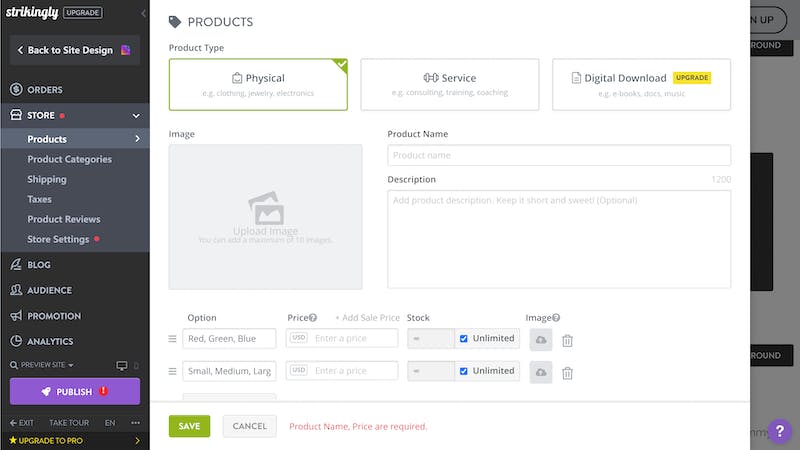 strikingly UPGRADE
Back to Site Design
ORDERS
STORE
Products
Product Categories
Shipping
Taxes
Product Reviews
Store Settings
BLOG
AUDIENCE
PROMOTION
ANALYTICS
PREVIEW SITE
PUBLISH
EXIT TAKE TOUR EN
UPGRADE TO PRO
PRODUCTS
Product Type
Physical
e.g. clothing, jewelry, electronics
Service
e.g. consulting, training, coaching
Digital Download UPGRADE
e.g. e-books, docs, music
Image
Upload Image
You can add a maximum of 10 images.
Product Name
Product name
Description 1200
Add product description. Keep it short and sweet! (Optional)
Option Price + Add Sale Price Stock Image
Red, Green, Blue USD Enter a price ∞ Unlimited
Small, Medium, Larg USD Enter a price ∞ Unlimited
SAVE CANCEL Product Name, Price are required.
N UP
OUND
OUND
?